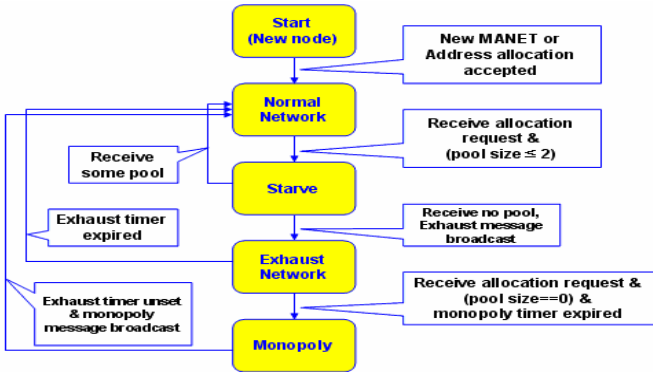 Start
(New node)
New MANET or
Address allocation
accepted
Normal
Network
Receive allocation
request &
(pool size ≤ 2)
Receive
some pool
Starve
Receive no pool,
Exhaust message
broadcast
Exhaust timer
expired
Exhaust
Network
Receive allocation request &
(pool size==0) &
monopoly timer expired
Exhaust timer unset
& monopoly
message broadcast
Monopoly